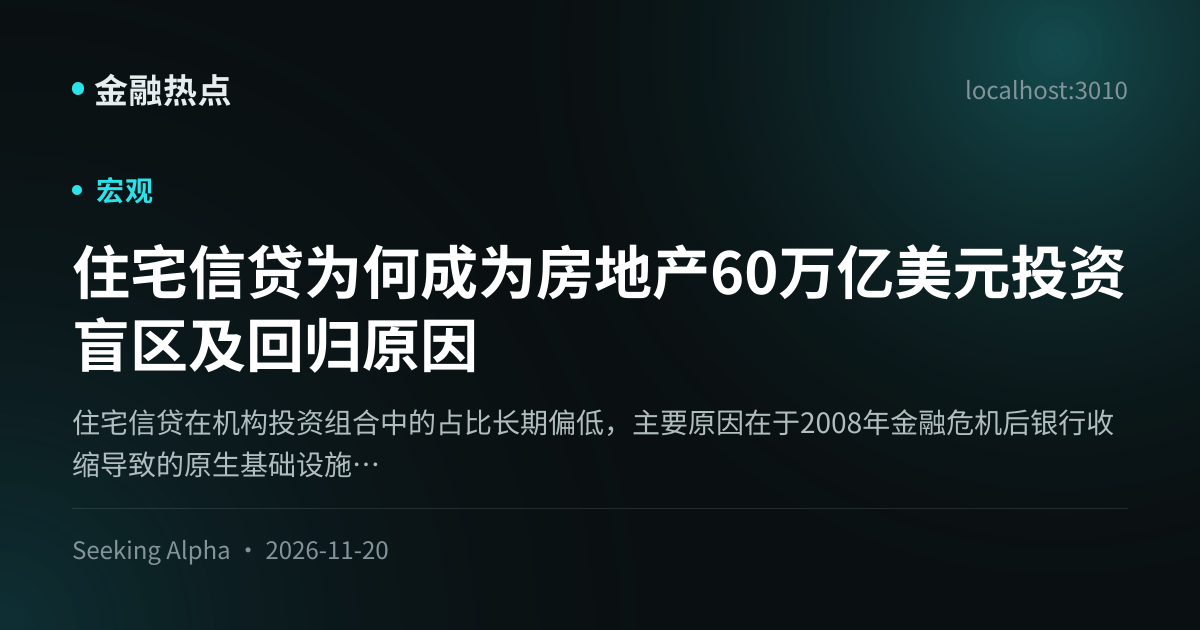 金融热点
localhost:3010
宏观
住宅信贷为何成为房地产60万亿美元投资
盲区及回归原因
住宅信贷在机构投资组合中的占比长期偏低，主要原因在于2008年金融危机后银行收
缩导致的原生基础设施…
Seeking Alpha • 2026-11-20